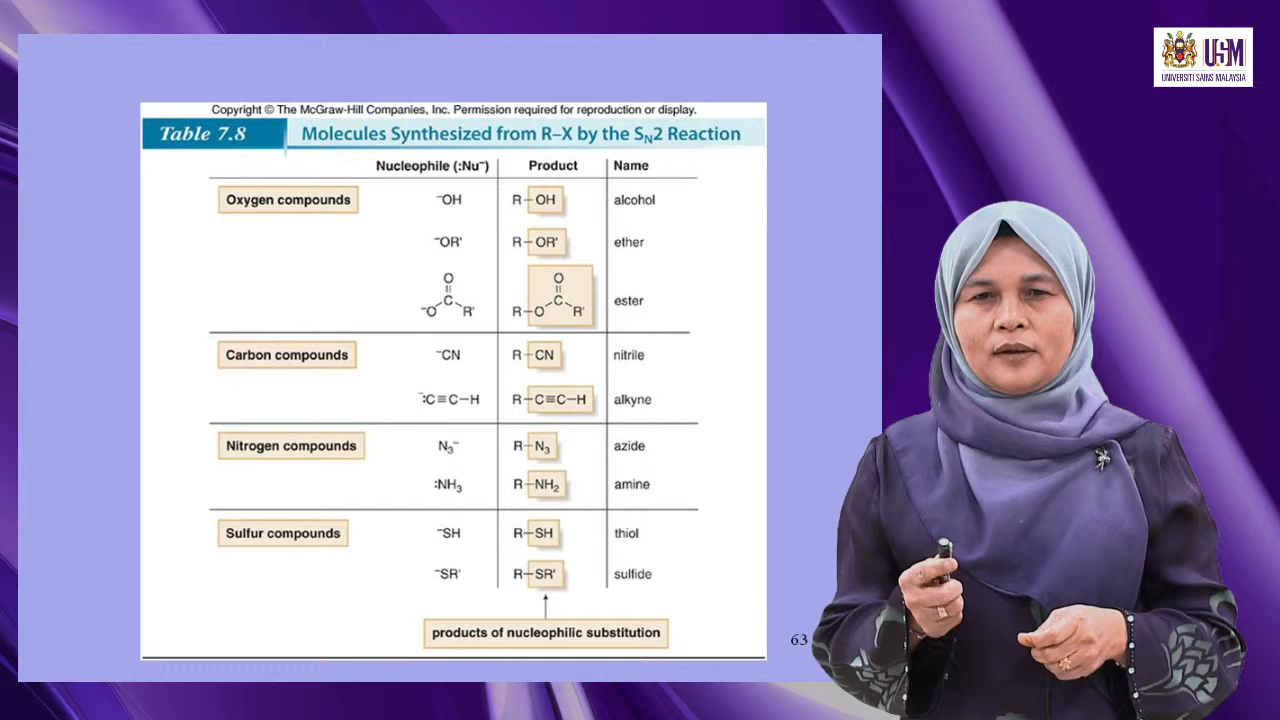 USM
UNIVERSITI SAINS MALAYSIA
Copyright © The McGraw-Hill Companies, Inc. Permission required for reproduction or display.
Table 7.8 Molecules Synthesized from R–X by the SN2 Reaction
Nucleophile (:Nu⁻) Product Name
Oxygen compounds ⁻OH R–OH alcohol
⁻OR' R–OR' ether
O O
‖ ‖
⁻O C R' R–O C R' ester
Carbon compounds ⁻CN R–CN nitrile
⁻:C≡C–H R–C≡C–H alkyne
Nitrogen compounds N₃⁻ R–N₃ azide
:NH₃ R–NH₂ amine
Sulfur compounds ⁻SH R–SH thiol
⁻SR' R–SR' sulfide
products of nucleophilic substitution
63